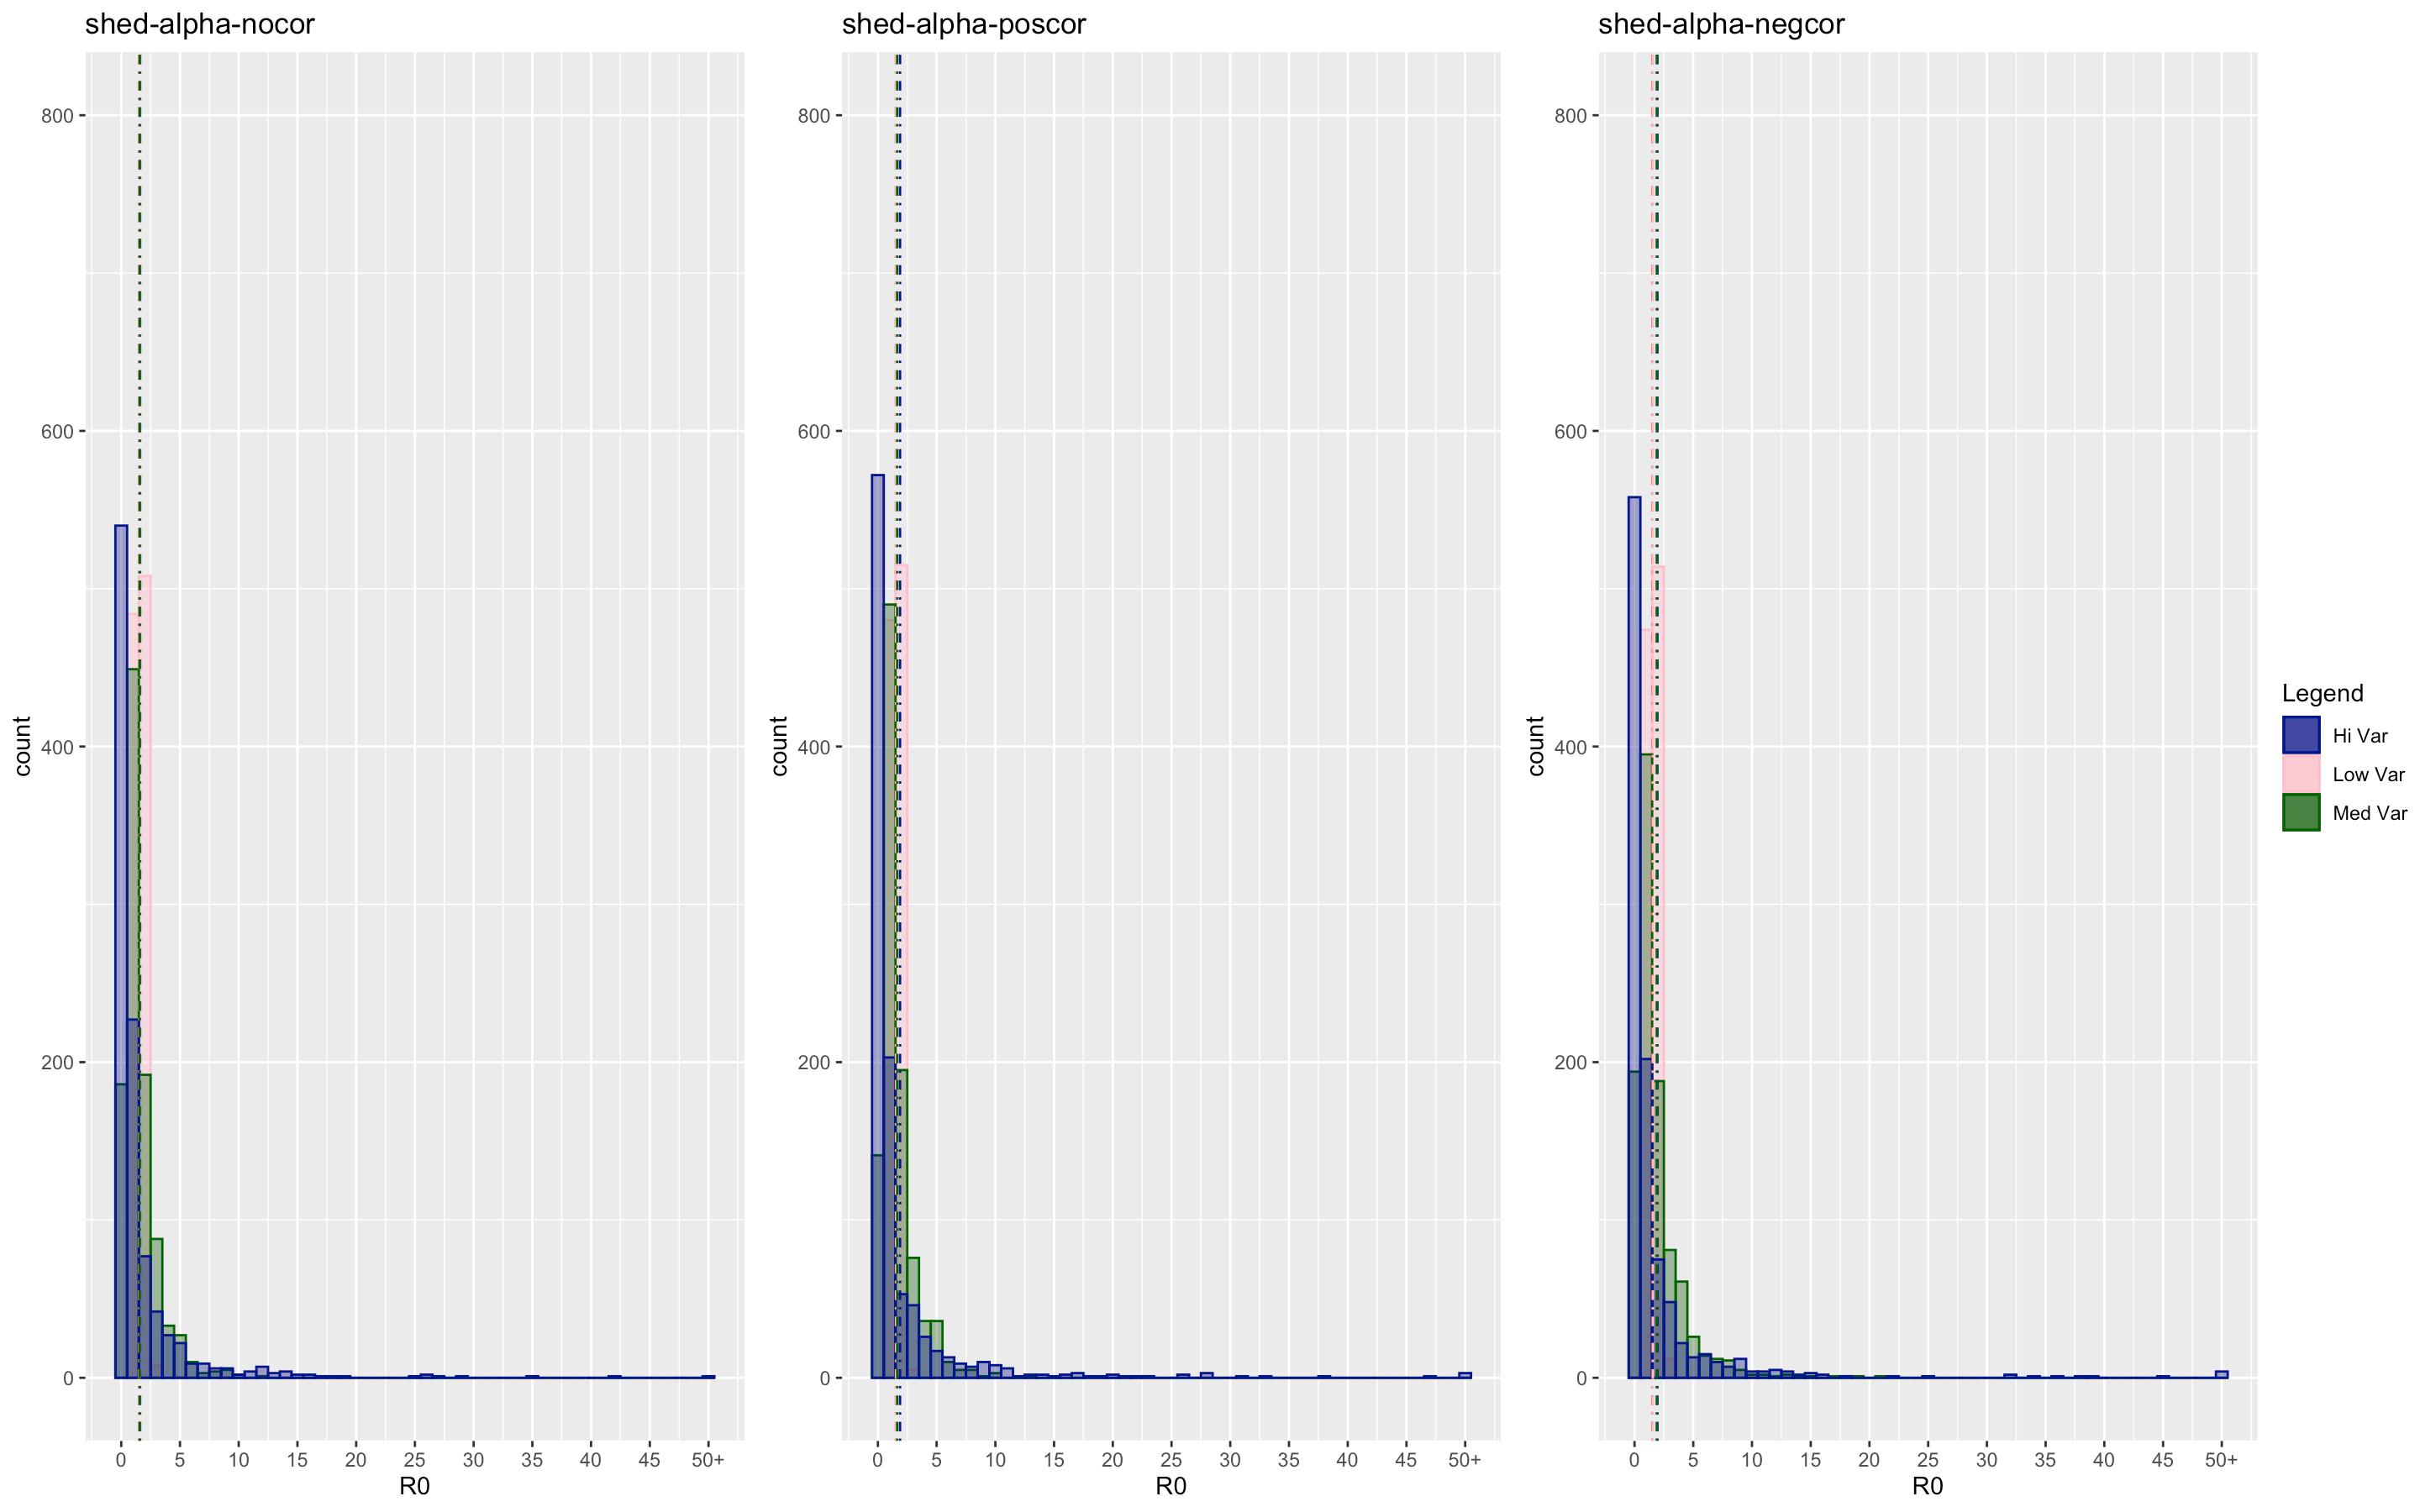 shed-alpha-nocor
shed-alpha-poscor
shed-alpha-negcor
800
600
400
200
0
count
0 5 10 15 20 25 30 35 40 45 50+
R0
800
600
400
200
0
count
0 5 10 15 20 25 30 35 40 45 50+
R0
800
600
400
200
0
count
0 5 10 15 20 25 30 35 40 45 50+
R0
Legend
Hi Var
Low Var
Med Var